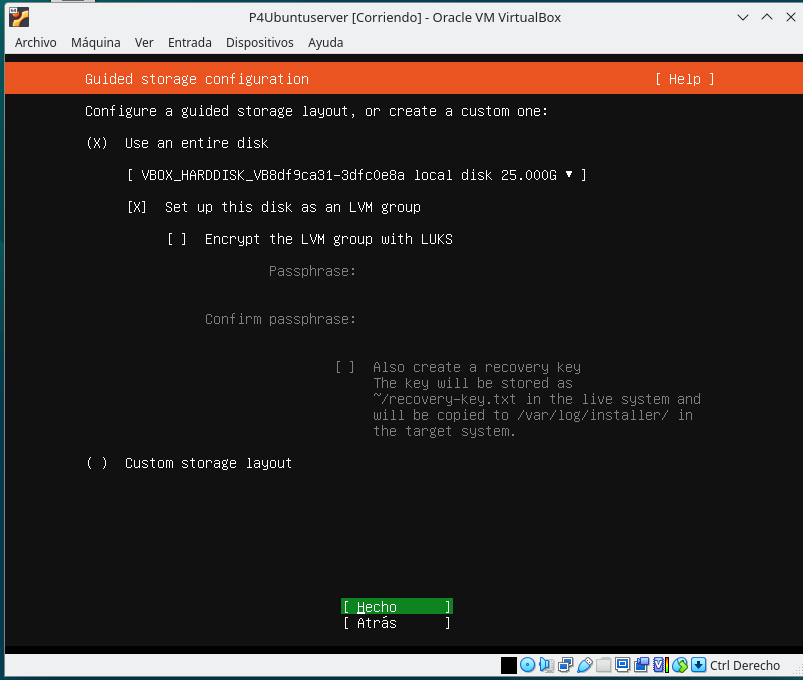 P4Ubuntuserver [Corriendo] - Oracle VM VirtualBox
Archivo Máquina Ver Entrada Dispositivos Ayuda
Guided storage configuration [ Help ]
Configure a guided storage layout, or create a custom one:
(X) Use an entire disk
[ VBOX_HARDDISK_VB8df9ca31-3dfc0e8a local disk 25.000G ▾ ]
[X] Set up this disk as an LVM group
[ ] Encrypt the LVM group with LUKS
Passphrase:
Confirm passphrase:
[ ] Also create a recovery key
The key will be stored as
~/recovery-key.txt in the live system and
will be copied to /var/log/installer/ in
the target system.
( ) Custom storage layout
[ Hecho ]
[ Atrás ]
Ctrl Derecho